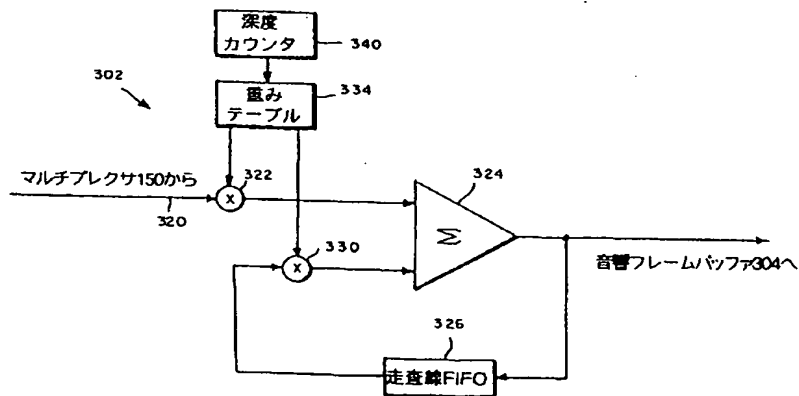 深度
カウンタ
340
302
重み
テーブル
334
マルチプレクサ150から
320
X
322
324
Σ
X
330
音響フレームバッファ304へ
326
走査線FIFO